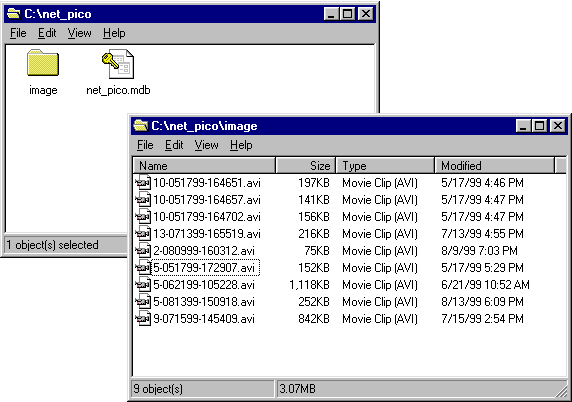 C:\net_pico
File Edit View Help
image net_pico.mdb
1 object(s) selected
C:\net_pico\image
File Edit View Help
Name Size Type Modified
10-051799-164651.avi 197KB Movie Clip (AVI) 5/17/99 4:46 PM
10-051799-164657.avi 141KB Movie Clip (AVI) 5/17/99 4:47 PM
10-051799-164702.avi 156KB Movie Clip (AVI) 5/17/99 4:47 PM
13-071399-165519.avi 216KB Movie Clip (AVI) 7/13/99 4:55 PM
2-080999-160312.avi 75KB Movie Clip (AVI) 8/9/99 7:03 PM
5-051799-172907.avi 152KB Movie Clip (AVI) 5/17/99 5:29 PM
5-062199-105228.avi 1,118KB Movie Clip (AVI) 6/21/99 10:52 AM
5-081399-150918.avi 252KB Movie Clip (AVI) 8/13/99 6:09 PM
9-071599-145409.avi 842KB Movie Clip (AVI) 7/15/99 2:54 PM
9 object(s) 3.07MB